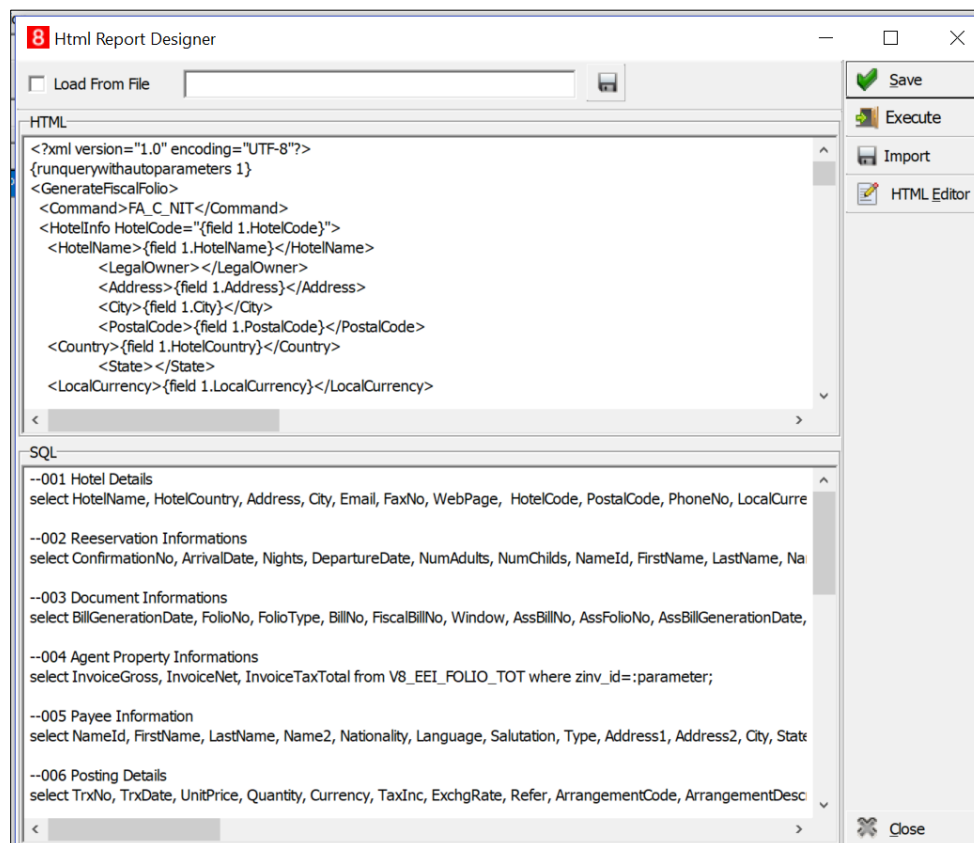 8 Html Report Designer
Load From File
Save
Execute
Import
HTML Editor
HTML
<?xml version="1.0" encoding="UTF-8"?>
{runquerywithautoparameters 1}
<GenerateFiscalFolio>
<Command>FA_C_NIT</Command>
<HotelInfo HotelCode="{field 1.HotelCode}">
<HotelName>{field 1.HotelName}</HotelName>
<LegalOwner></LegalOwner>
<Address>{field 1.Address}</Address>
<City>{field 1.City}</City>
<PostalCode>{field 1.PostalCode}</PostalCode>
<Country>{field 1.HotelCountry}</Country>
<State></State>
<LocalCurrency>{field 1.LocalCurrency}</LocalCurrency>
SQL
--001 Hotel Details
select HotelName, HotelCountry, Address, City, Email, FaxNo, WebPage, HotelCode, PostalCode, PhoneNo, LocalCurre
--002 Reeservation Informations
select ConfirmationNo, ArrivalDate, Nights, DepartureDate, NumAdults, NumChilds, NameId, FirstName, LastName, Na
--003 Document Informations
select BillGenerationDate, FolioNo, FolioType, BillNo, FiscalBillNo, Window, AssBillNo, AssFolioNo, AssBillGenerationDate,
--004 Agent Property Informations
select InvoiceGross, InvoiceNet, InvoiceTaxTotal from V8_EEI_FOLIO_TOT where zinv_id=:parameter;
--005 Payee Information
select NameId, FirstName, LastName, Name2, Nationality, Language, Salutation, Type, Address1, Address2, City, State
--006 Posting Details
select TrxNo, TrxDate, UnitPrice, Quantity, Currency, TaxInc, ExchgRate, Refer, ArrangementCode, ArrangementDesc
Close